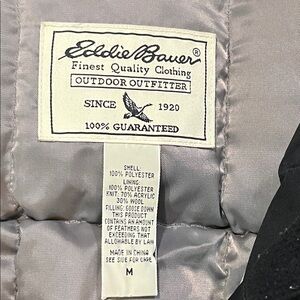 Eddie Bauer®
Finest Quality Clothing
OUTDOOR OUTFITTER
SINCE 1920
100% GUARANTEED
SHELL:
100% POLYESTER
LINING:
100% POLYESTER
KNIT: 70% ACRYLIC
30% WOOL
FILLING: GOOSE DOWN
THIS PRODUCT
CONTAINS AN AMOUNT
OF FEATHERS NOT
EXCEEDING THAT
ALLOWABLE BY LAW
MADE IN CHINA
SEE SIDE FOR CARE
M